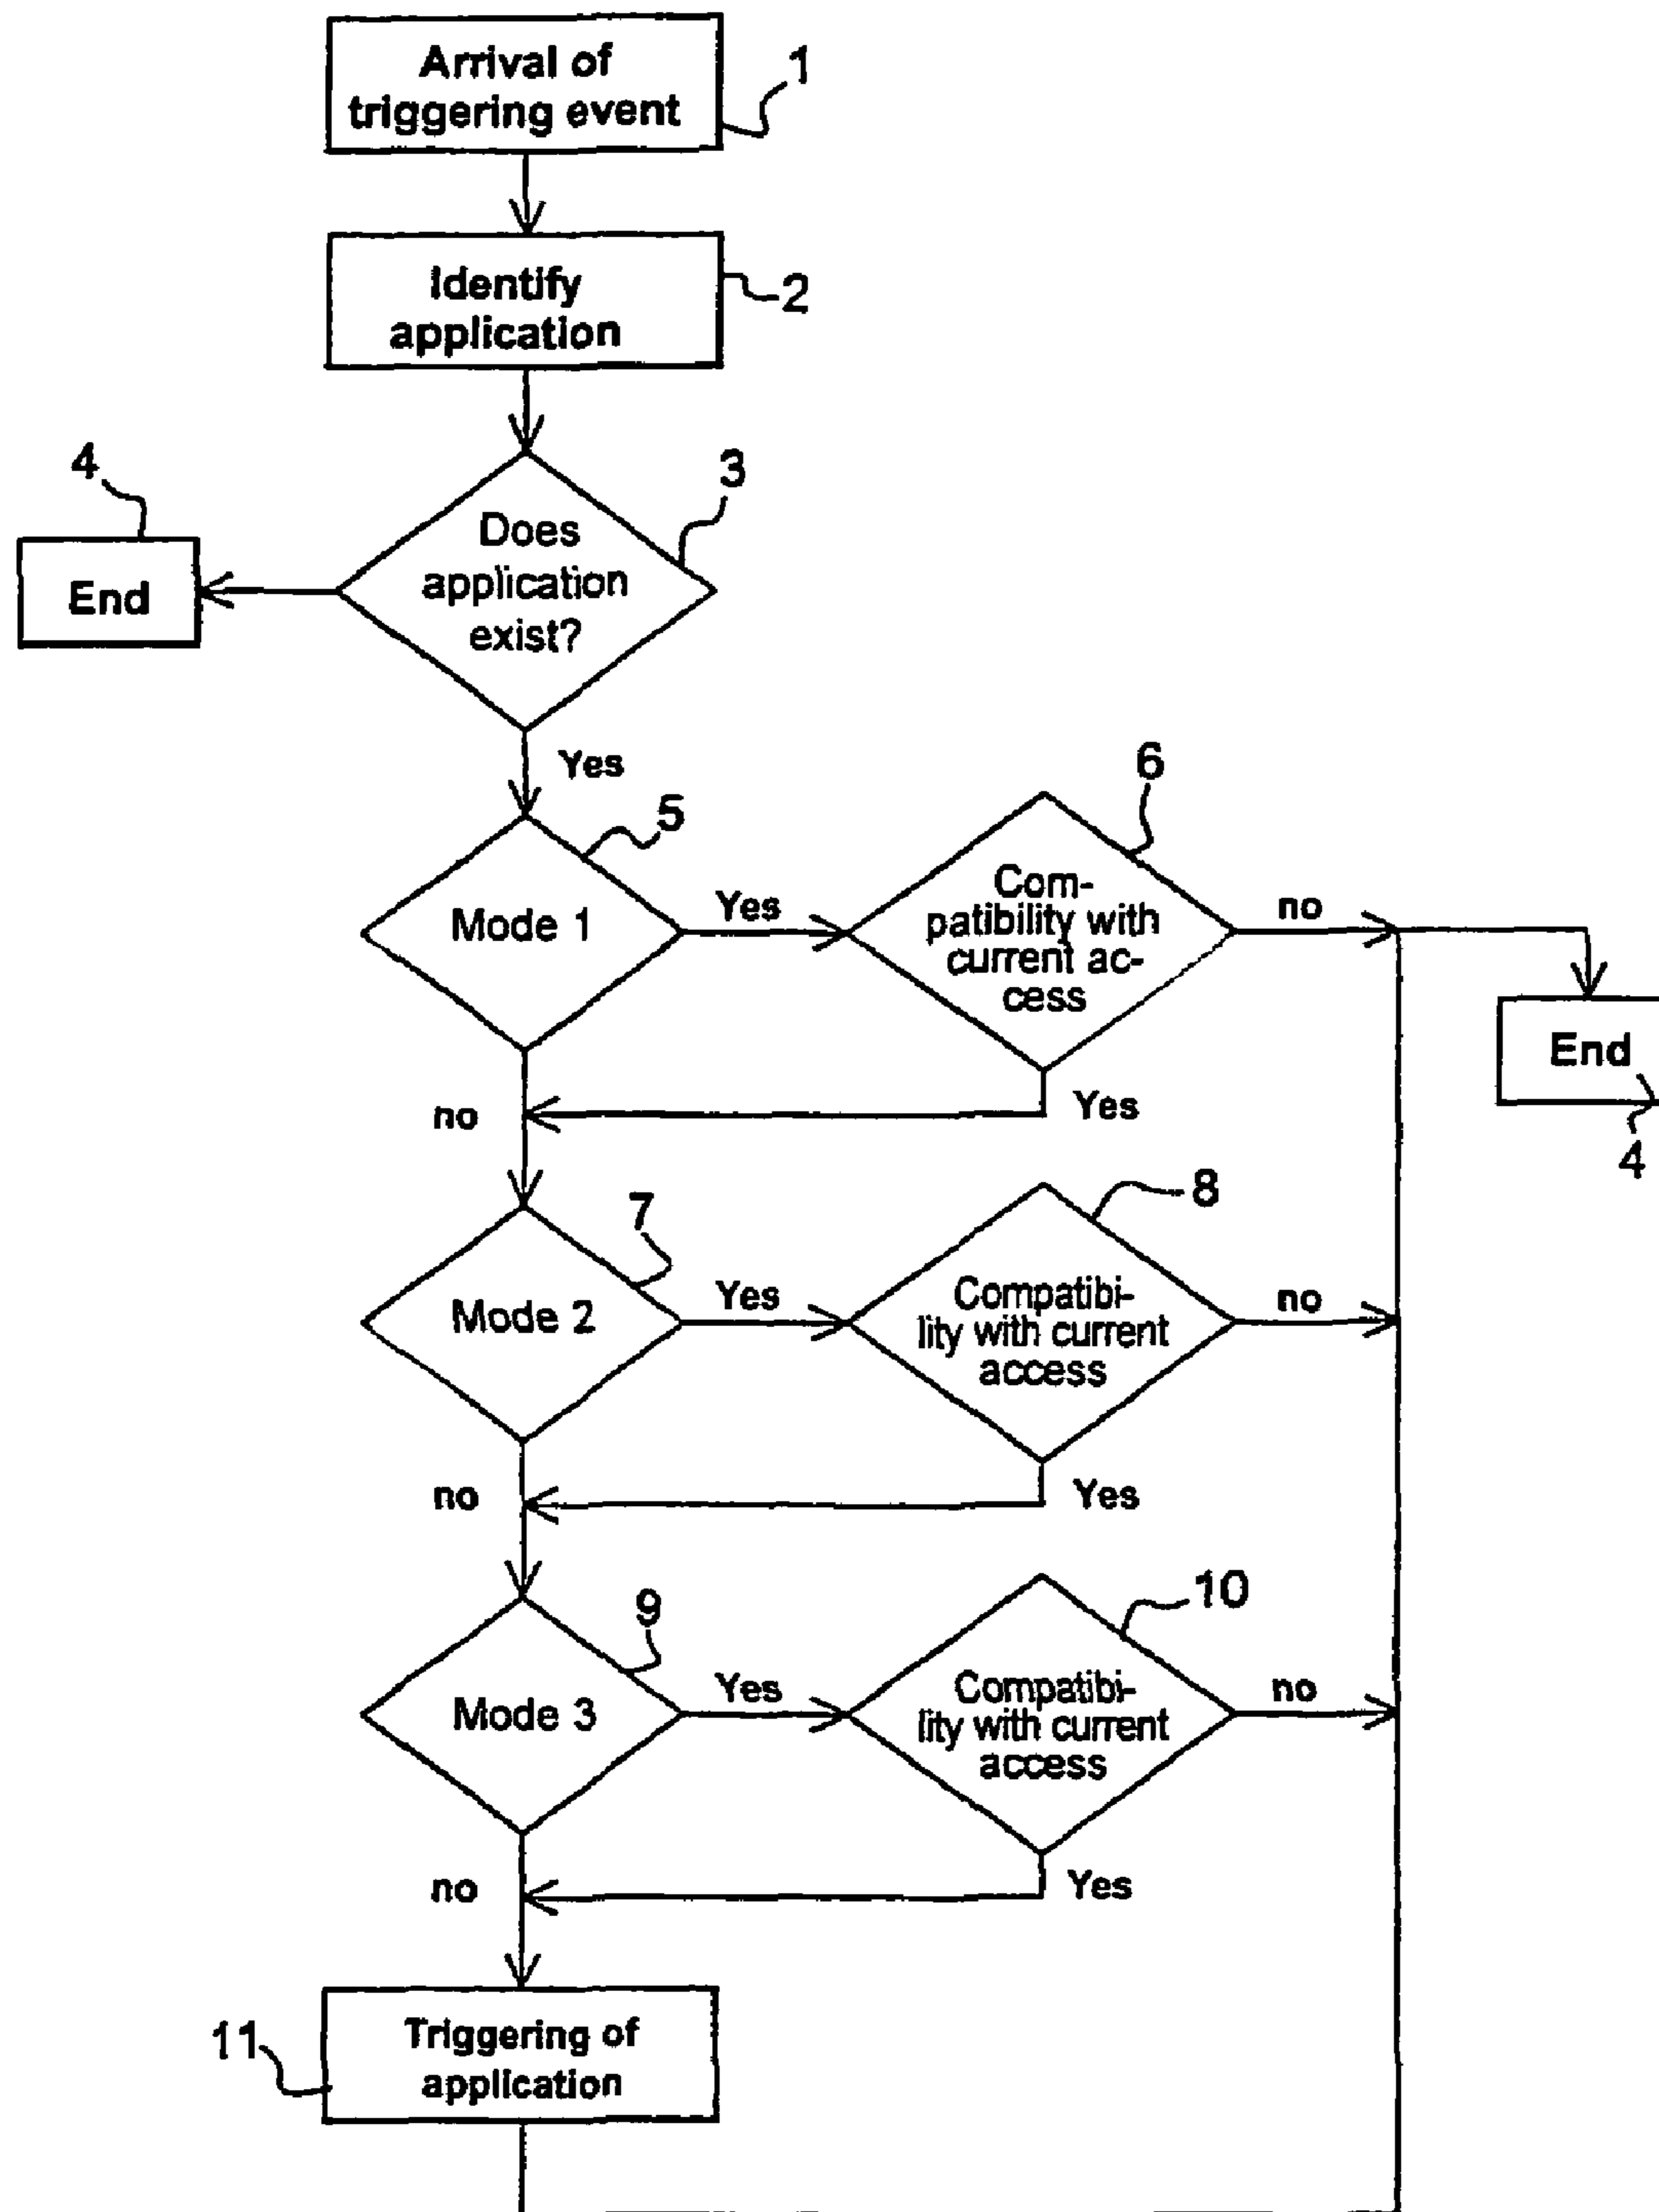 Arrival of
triggering event
1
Identify
application
2
4
3
Does
application
exist?
End
Yes
5
6
Mode 1
Yes
Com-
patibility with
current ac-
cess
no
End
4
no
Yes
7
8
Mode 2
Yes
Compatibi-
lity with current
access
no
no
Yes
9
10
Mode 3
Yes
Compatibi-
lity with current
access
no
no
Yes
11
Triggering of
application